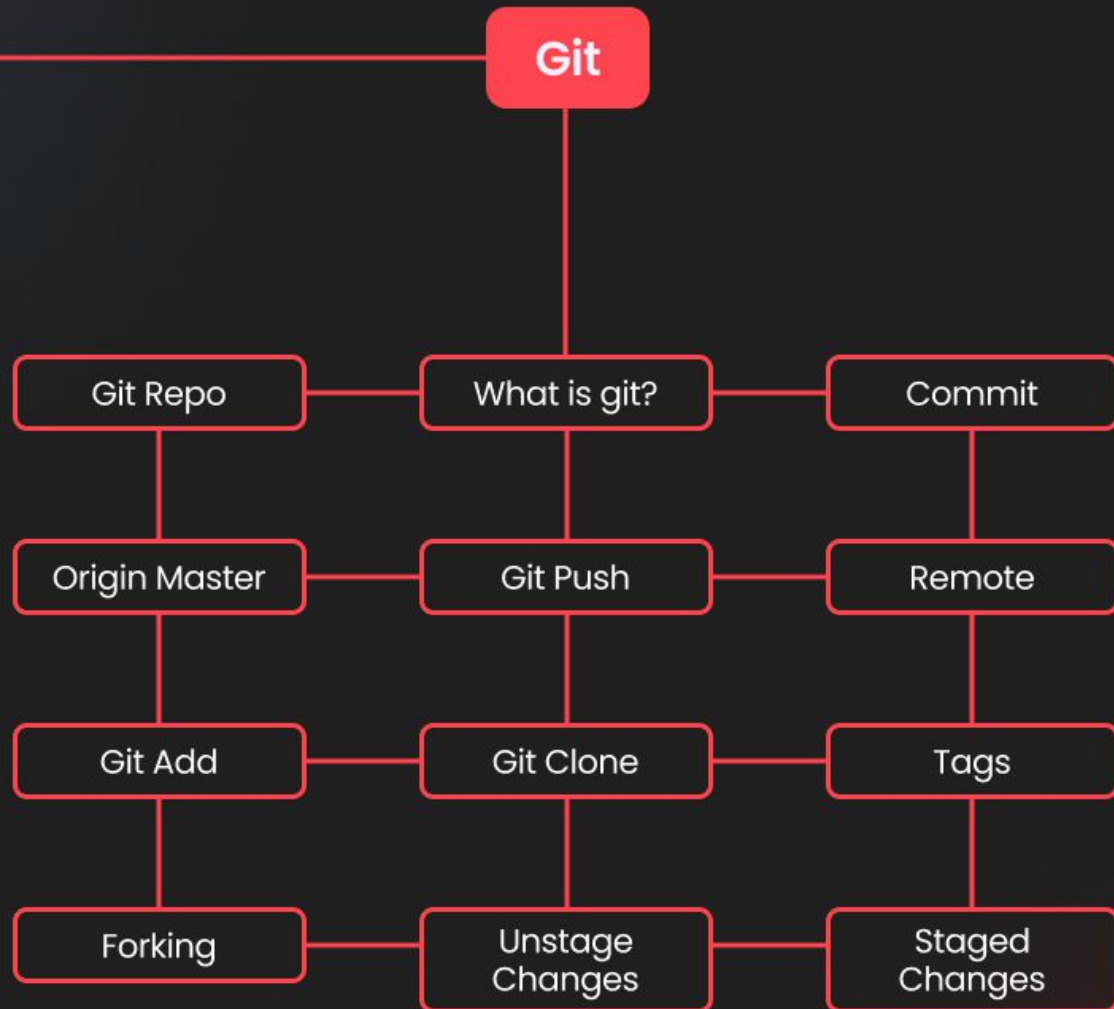 Git
Git Repo
What is git?
Commit
Origin Master
Git Push
Remote
Git Add
Git Clone
Tags
Forking
Unstage
Changes
Staged
Changes